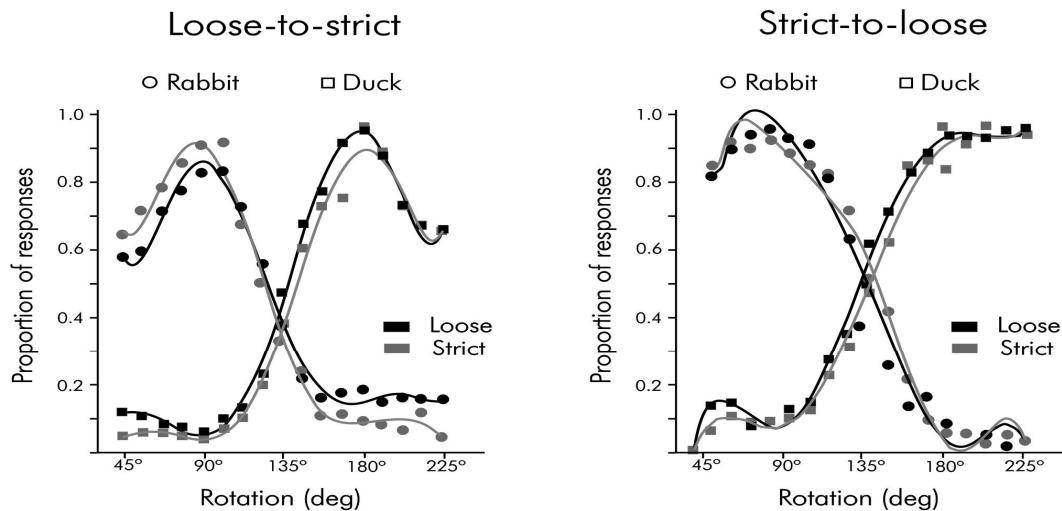 Loose-to-strict
Rabbit Duck
Proportion of responses
1.0
0.8
0.6
0.4
0.2
Loose
Strict
45° 90° 135° 180° 225°
Rotation (deg)
Strict-to-loose
Rabbit Duck
Proportion of responses
1.0
0.8
0.6
0.4
0.2
Loose
Strict
45° 90° 135° 180° 225°
Rotation (deg)